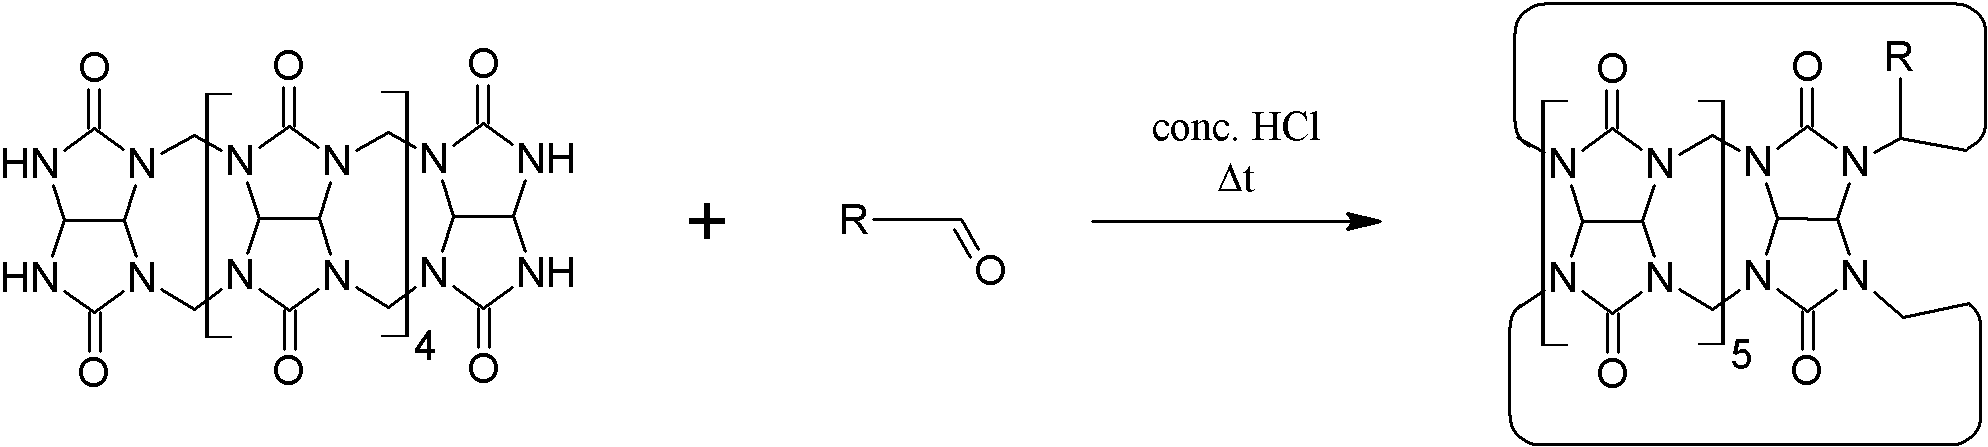 O O O O O
R
HN N N N N NH N N N N
conc. HCl
Δt
+ R O
HN N N N N NH N N N N
4 5
O O O O O